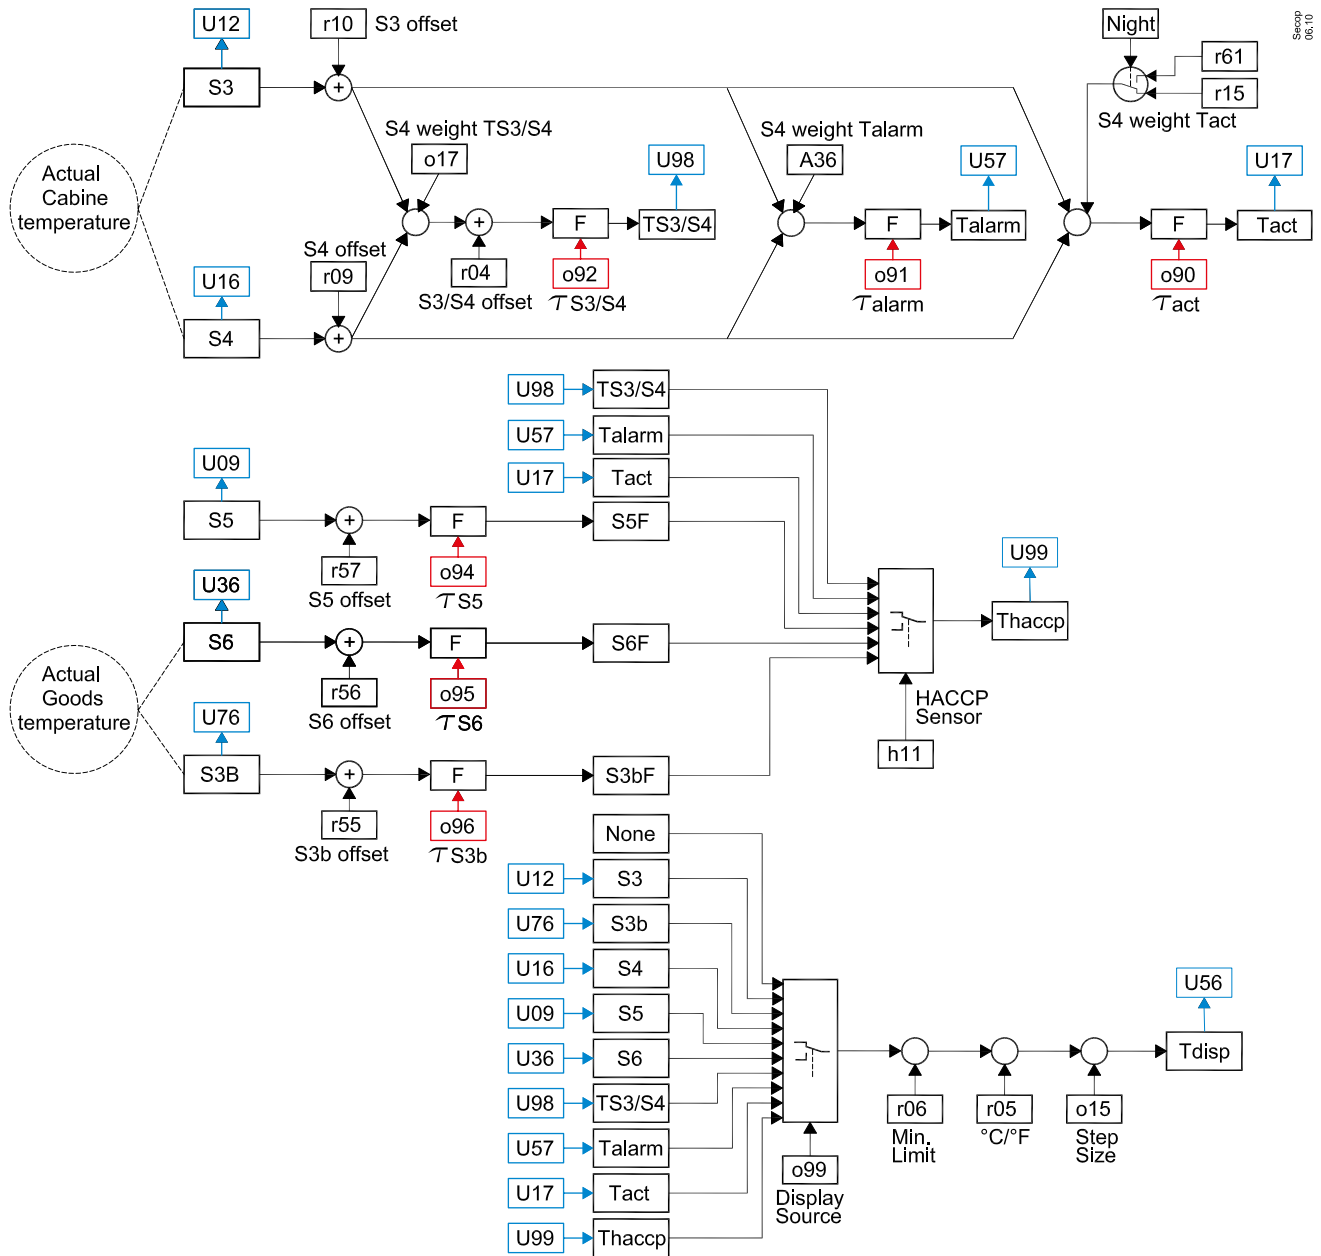 U12
r10 S3 offset
Night
Secop
06.10
S3
r61
r15
S4 weight Tact
S4 weight TS3/S4
o17
S4 weight Talarm
A36
U98
U57
U17
Actual
Cabine
temperature
F
TS3/S4
F
Talarm
F
Tact
S4 offset
r09
r04
S3/S4 offset
o92
τ S3/S4
o91
τ alarm
o90
τ act
U16
S4
U98
TS3/S4
U57
Talarm
U17
Tact
U09
S5
F
S5F
r57
S5 offset
o94
τ S5
U99
Thaccp
U36
S6
F
S6F
r56
S6 offset
o95
τ S6
Actual
Goods
temperature
HACCP
Sensor
h11
U76
S3B
F
S3bF
r55
S3b offset
o96
τ S3b
None
U12
S3
U76
S3b
U16
S4
U09
S5
U36
S6
U98
TS3/S4
U57
Talarm
U17
Tact
U99
Thaccp
o99
Display
Source
r06
Min.
Limit
r05
°C/°F
o15
Step
Size
U56
Tdisp
+
+
+
+
+
+